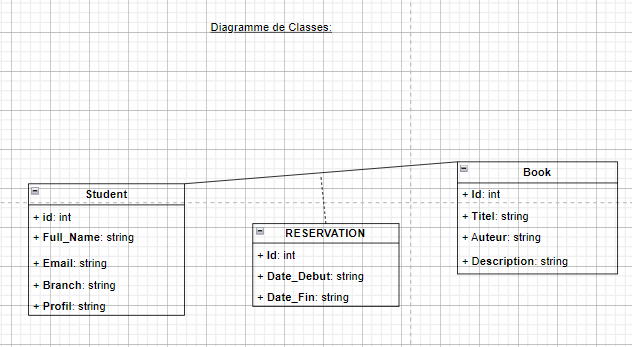 Diagramme de Classes:
Student
+ id: int
+ Full_Name: string
+ Email: string
+ Branch: string
+ Profil: string
RESERVATION
+ Id: int
+ Date_Debut: string
+ Date_Fin: string
Book
+ Id: int
+ Titel: string
+ Auteur: string
+ Description: string